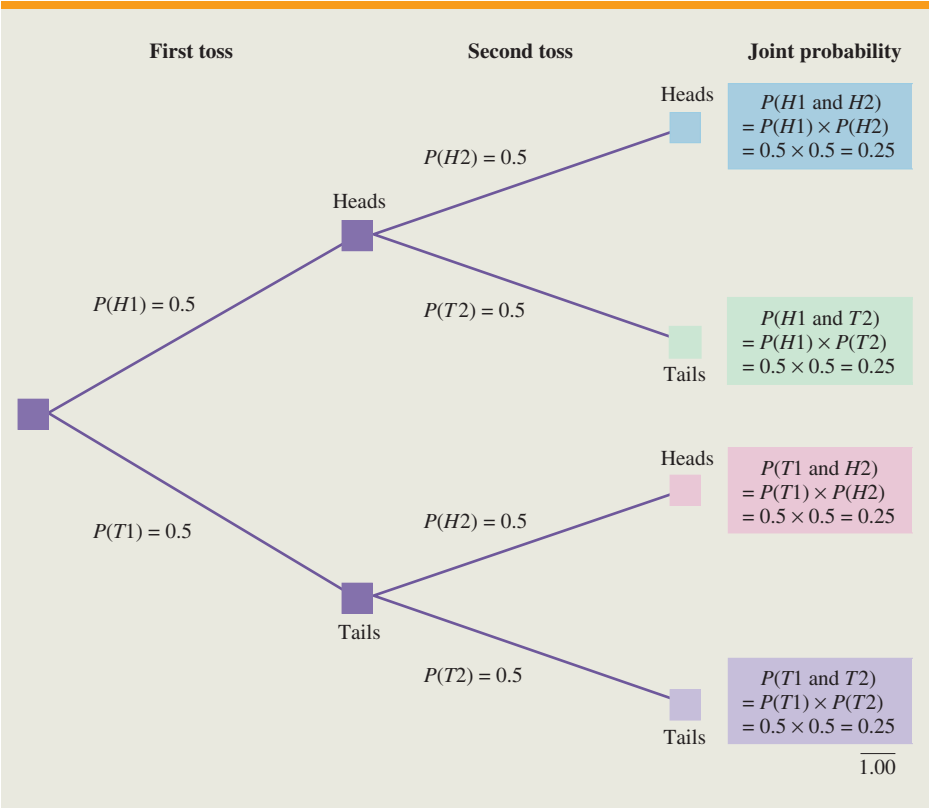 First toss Second toss Joint probability
Heads
P(H1 and H2)
= P(H1) × P(H2)
= 0.5 × 0.5 = 0.25
P(H2) = 0.5
Heads
P(H1) = 0.5
P(T2) = 0.5
Tails
P(H1 and T2)
= P(H1) × P(T2)
= 0.5 × 0.5 = 0.25
Heads
P(T1 and H2)
= P(T1) × P(H2)
= 0.5 × 0.5 = 0.25
P(T1) = 0.5
P(H2) = 0.5
Tails
P(T2) = 0.5
Tails
P(T1 and T2)
= P(T1) × P(T2)
= 0.5 × 0.5 = 0.25
1.00